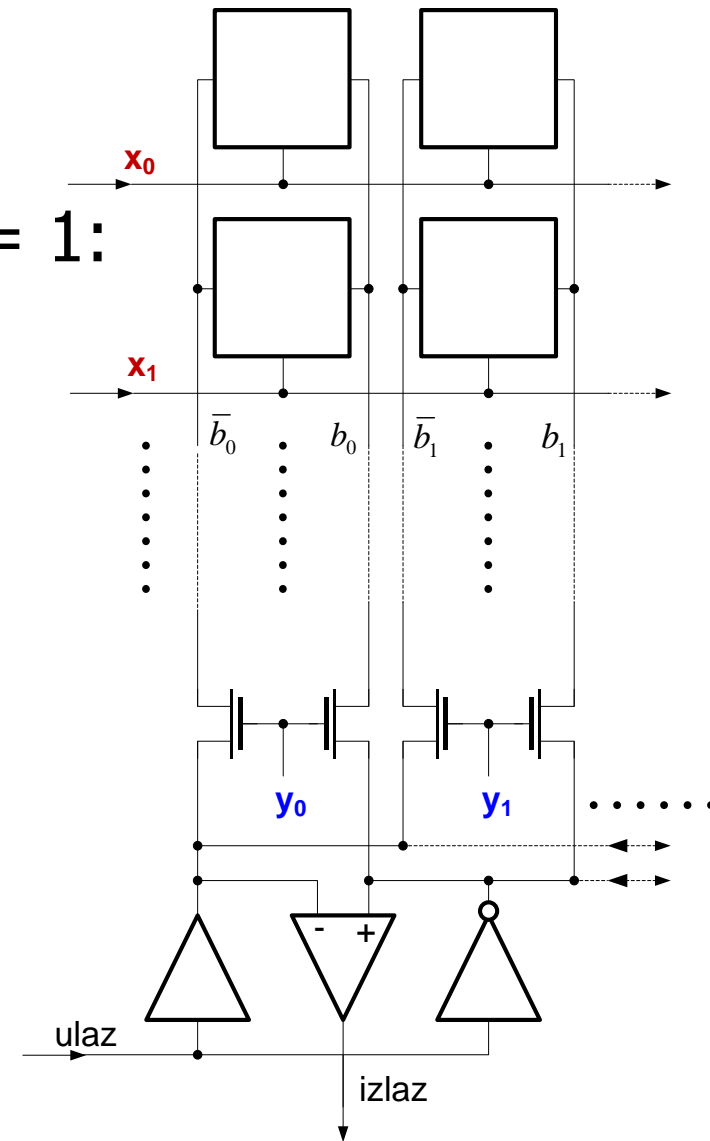 x₀
= 1:
x₁
b̅₀ b₀ b̅₁ b₁
y₀ y₁
- +
ulaz
izlaz